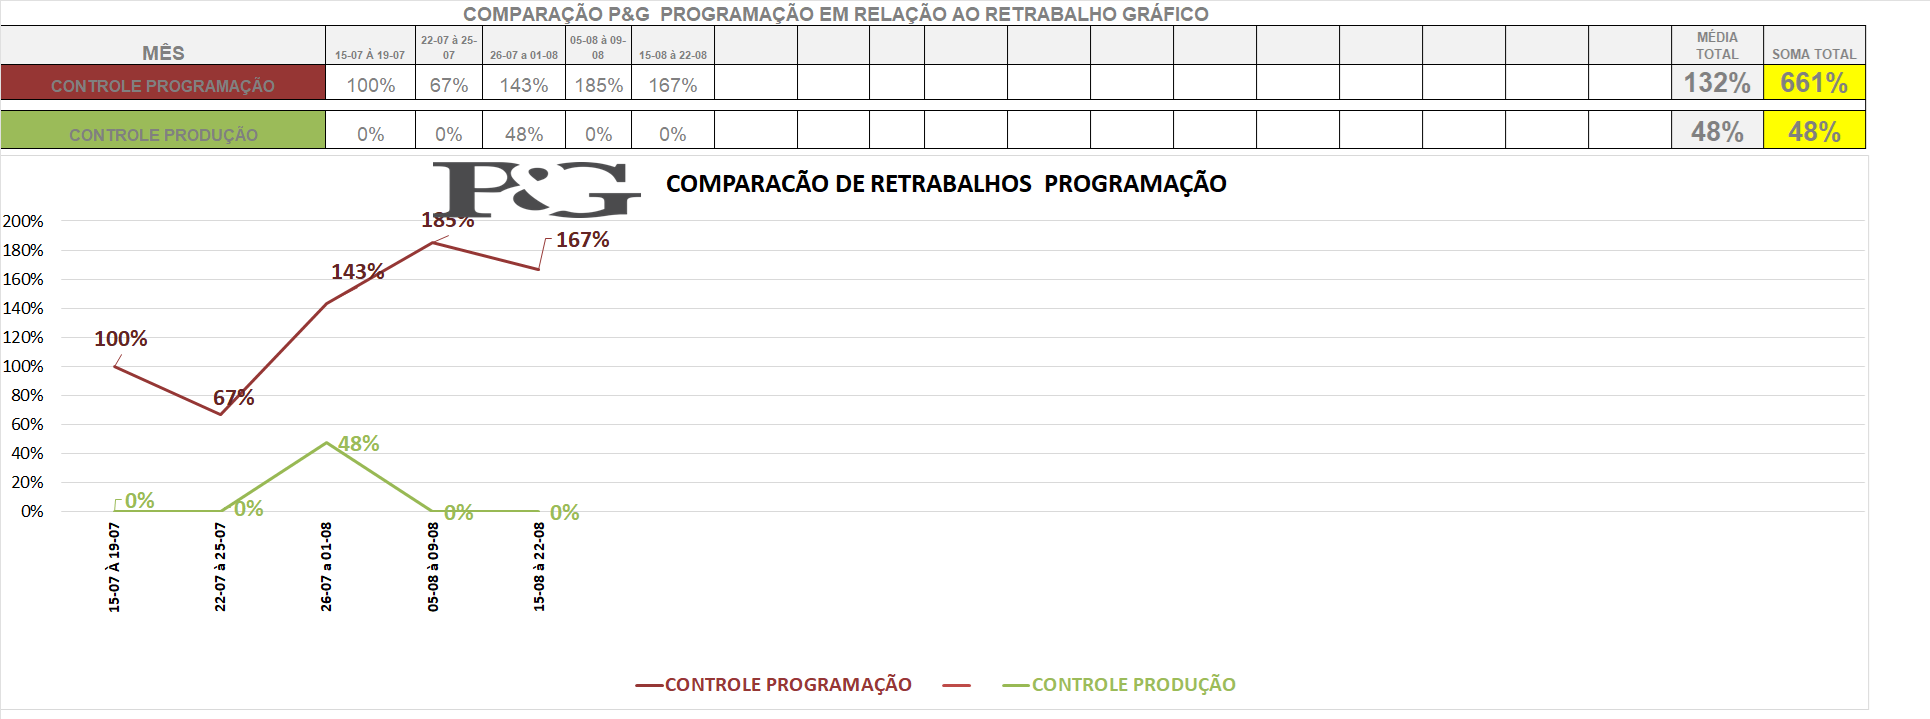 COMPARAÇÃO P&G  PROGRAMAÇÃO EM RELAÇÃO AO RETRABALHO GRÁFICO
MÊS 15-07 À 19-07 22-07 à 25-07 26-07 a 01-08 05-08 à 09-08 15-08 à 22-08 MÉDIA TOTAL SOMA TOTAL
CONTROLE PROGRAMAÇÃO 100% 67% 143% 185% 167% 132% 661%
CONTROLE PRODUÇÃO 0% 0% 48% 0% 0% 48% 48%
P&G COMPARACÃO DE RETRABALHOS  PROGRAMAÇÃO
200%
180%
160%
140%
120%
100%
80%
60%
40%
20%
0%
100%
67%
143%
185%
167%
0%
0%
48%
0%
0%
15-07 À 19-07
22-07 à 25-07
26-07 a 01-08
05-08 à 09-08
15-08 à 22-08
CONTROLE PROGRAMAÇÃO CONTROLE PRODUÇÃO